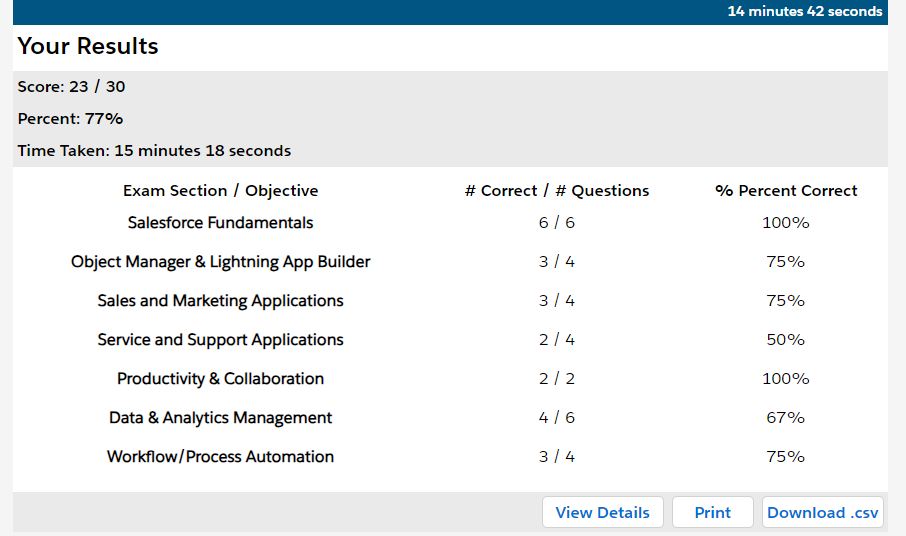 14 minutes 42 seconds
Your Results
Score: 23 / 30
Percent: 77%
Time Taken: 15 minutes 18 seconds
Exam Section / Objective # Correct / # Questions % Percent Correct
Salesforce Fundamentals 6 / 6 100%
Object Manager & Lightning App Builder 3 / 4 75%
Sales and Marketing Applications 3 / 4 75%
Service and Support Applications 2 / 4 50%
Productivity & Collaboration 2 / 2 100%
Data & Analytics Management 4 / 6 67%
Workflow/Process Automation 3 / 4 75%
View Details Print Download .csv